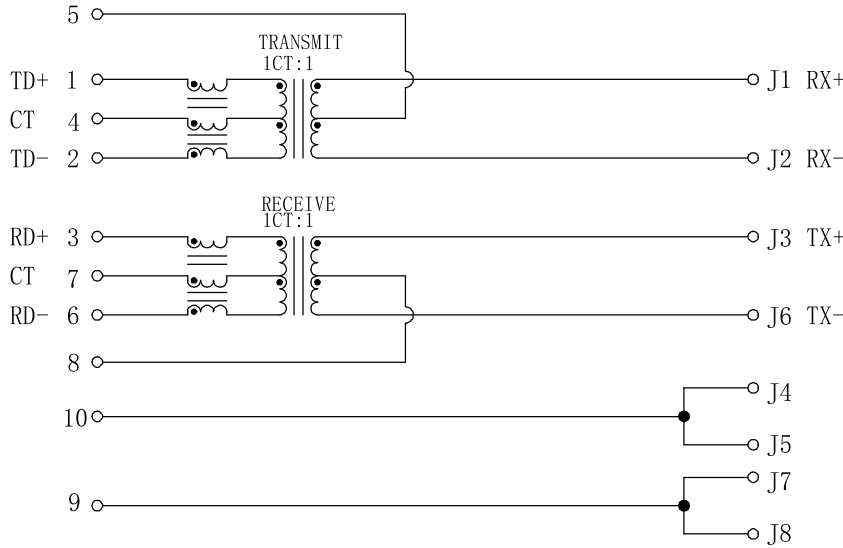 5
TRANSMIT
1CT:1
TD+ 1 J1 RX+
CT 4
TD- 2 J2 RX-
RECEIVE
1CT:1
RD+ 3 J3 TX+
CT 7
RD- 6 J6 TX-
8
J4
10
J5
J7
9
J8